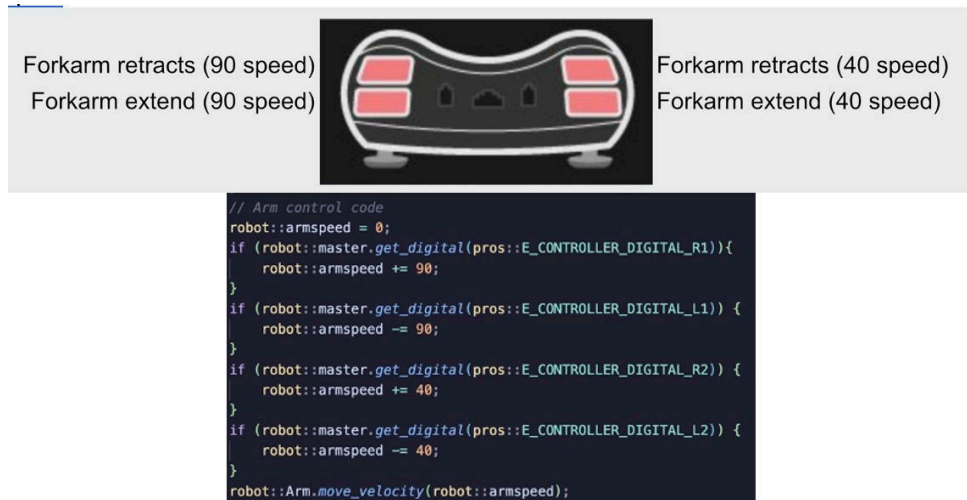 Forkarm retracts (90 speed)
Forkarm extend (90 speed)
Forkarm retracts (40 speed)
Forkarm extend (40 speed)
// Arm control code
robot::armspeed = 0;
if (robot::master.get_digital(pros::E_CONTROLLER_DIGITAL_R1)){
    robot::armspeed += 90;
}
if (robot::master.get_digital(pros::E_CONTROLLER_DIGITAL_L1)) {
    robot::armspeed -= 90;
}
if (robot::master.get_digital(pros::E_CONTROLLER_DIGITAL_R2)) {
    robot::armspeed += 40;
}
if (robot::master.get_digital(pros::E_CONTROLLER_DIGITAL_L2)) {
    robot::armspeed -= 40;
}
robot::Arm.move_velocity(robot::armspeed);